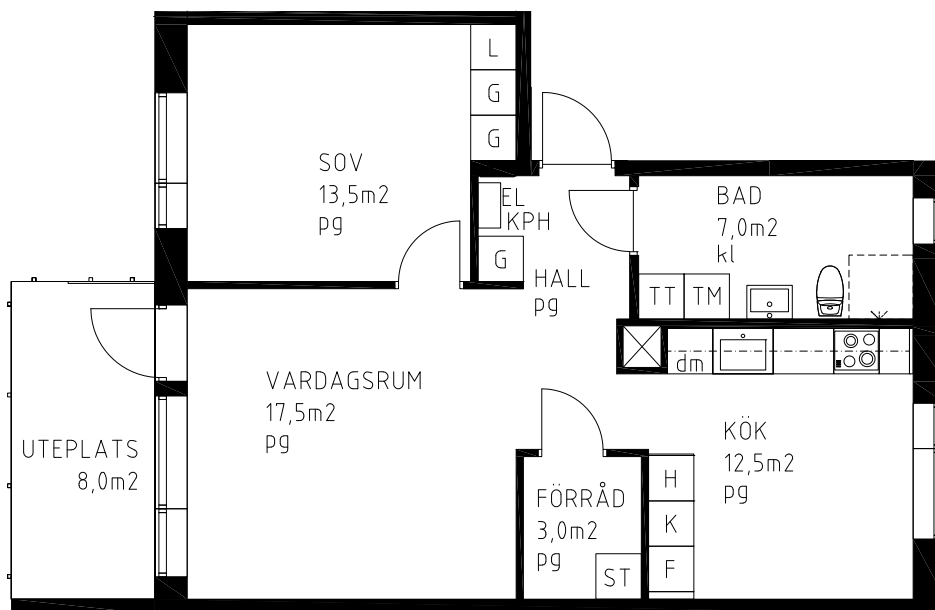 L
G
G
SOV
13,5m2
pg
EL
KPH
G
HALL
pg
BAD
7,0m2
kl
TT TM
dm
VARDAGSRUM
17,5m2
pg
UTEPLATS
8,0m2
KÖK
12,5m2
pg
FÖRRÅD
3,0m2
pg
ST
H
K
F